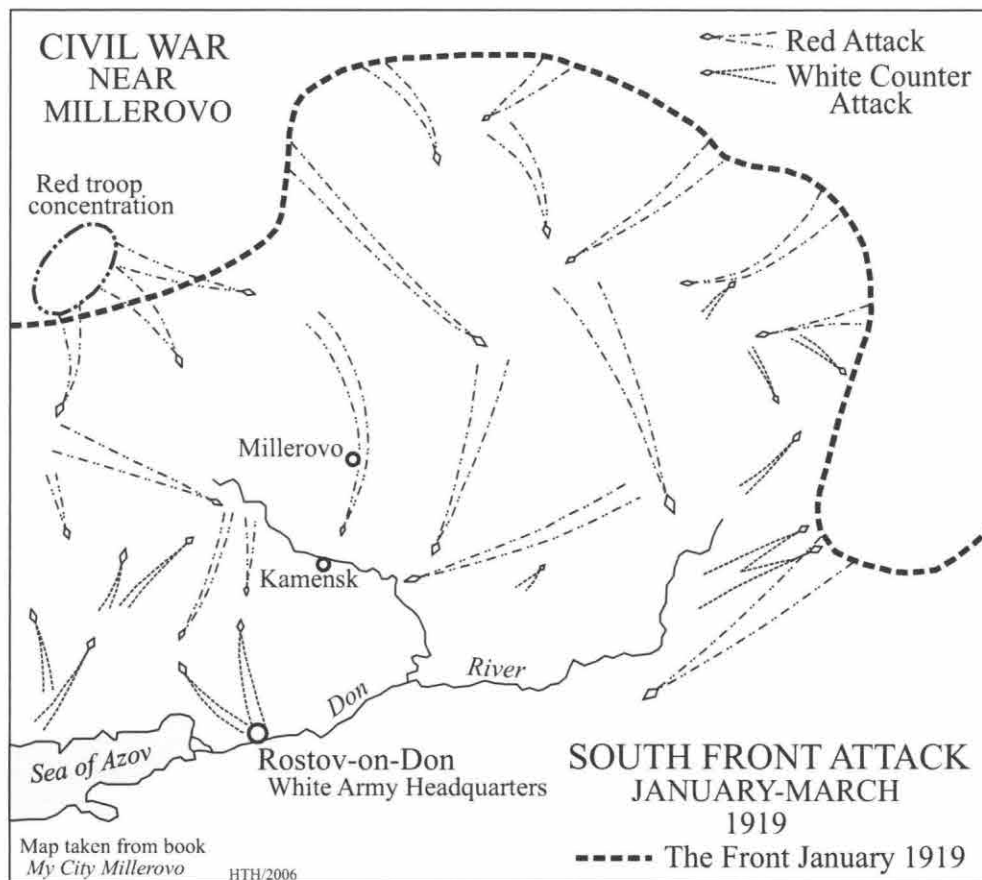 CIVIL WAR
NEAR
MILLEROVO
Red Attack
White Counter
Attack
Red troop
concentration
Millerovo
Kamensk
Don
River
Sea of Azov
Rostov-on-Don
White Army Headquarters
SOUTH FRONT ATTACK
JANUARY-MARCH
1919
The Front January 1919
Map taken from book
My City Millerovo
HTH/2006